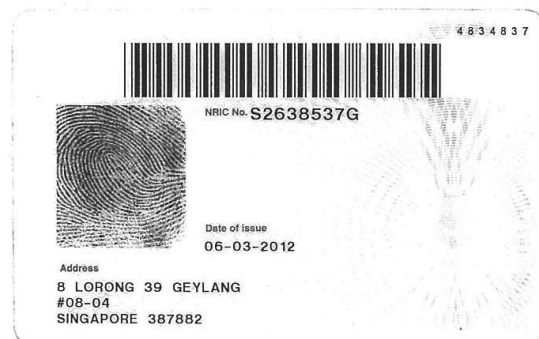 4834837
NRIC No. S2638537G
Date of issue
06-03-2012
Address
8 LORONG 39 GEYLANG
#08-04
SINGAPORE 387882